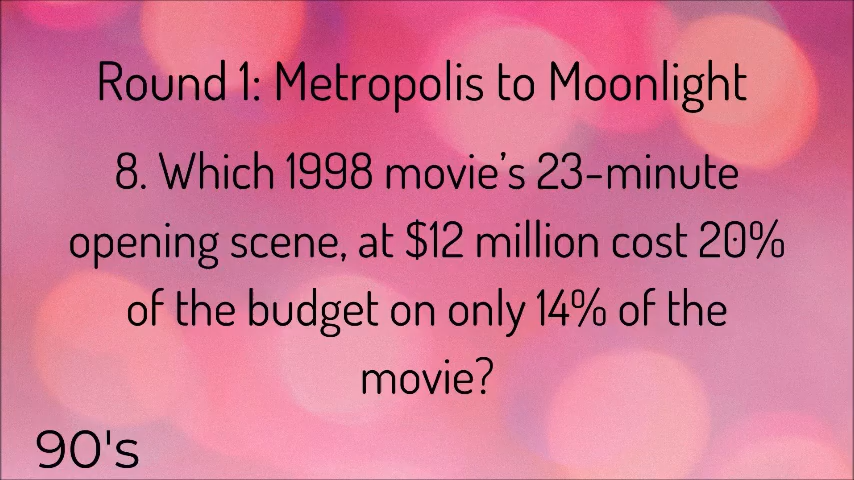 Round 1: Metropolis to Moonlight
8. Which 1998 movie's 23-minute
opening scene, at $12 million cost 20%
of the budget on only 14% of the
movie?
90's